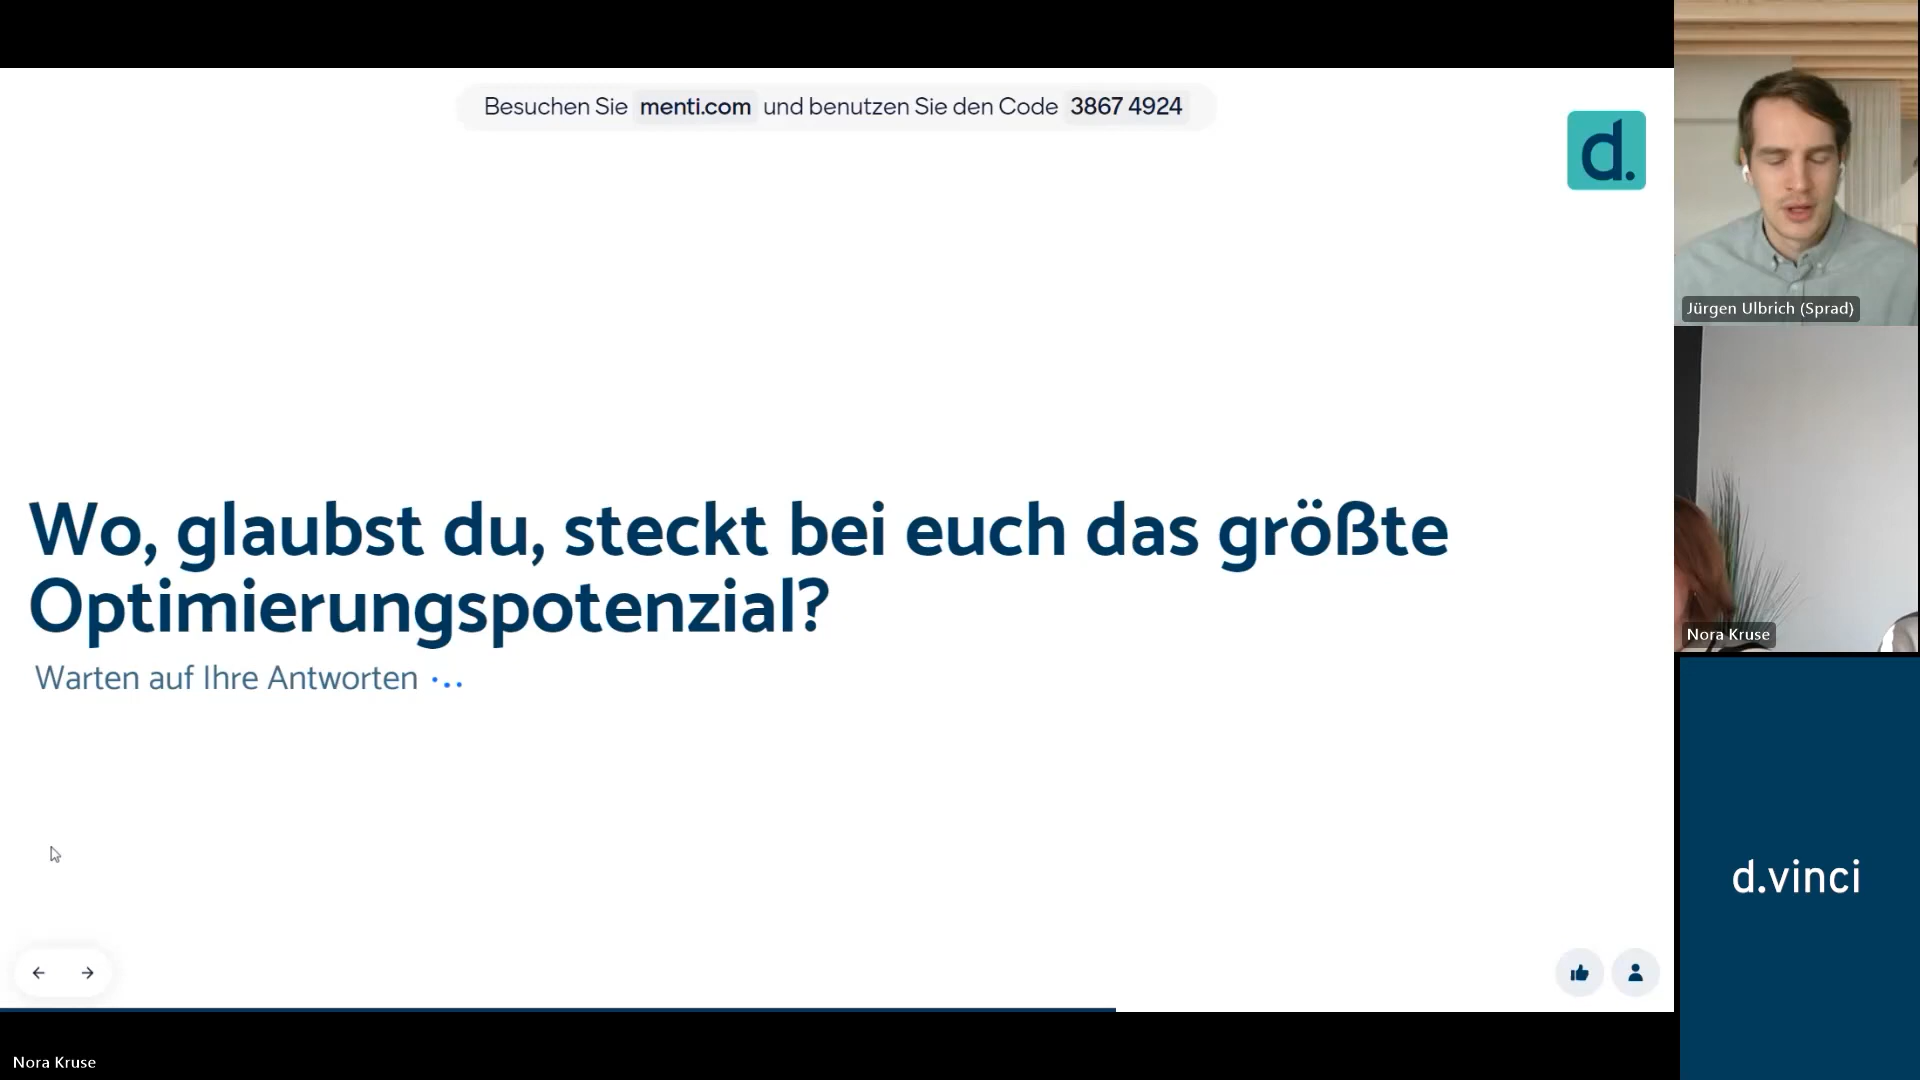 Besuchen Sie menti.com und benutzen Sie den Code 3867 4924
d.
Wo, glaubst du, steckt bei euch das größte
Optimierungspotenzial?
Warten auf Ihre Antworten
Jürgen Ulbrich (Sprad)
Nora Kruse
d.vinci
Nora Kruse